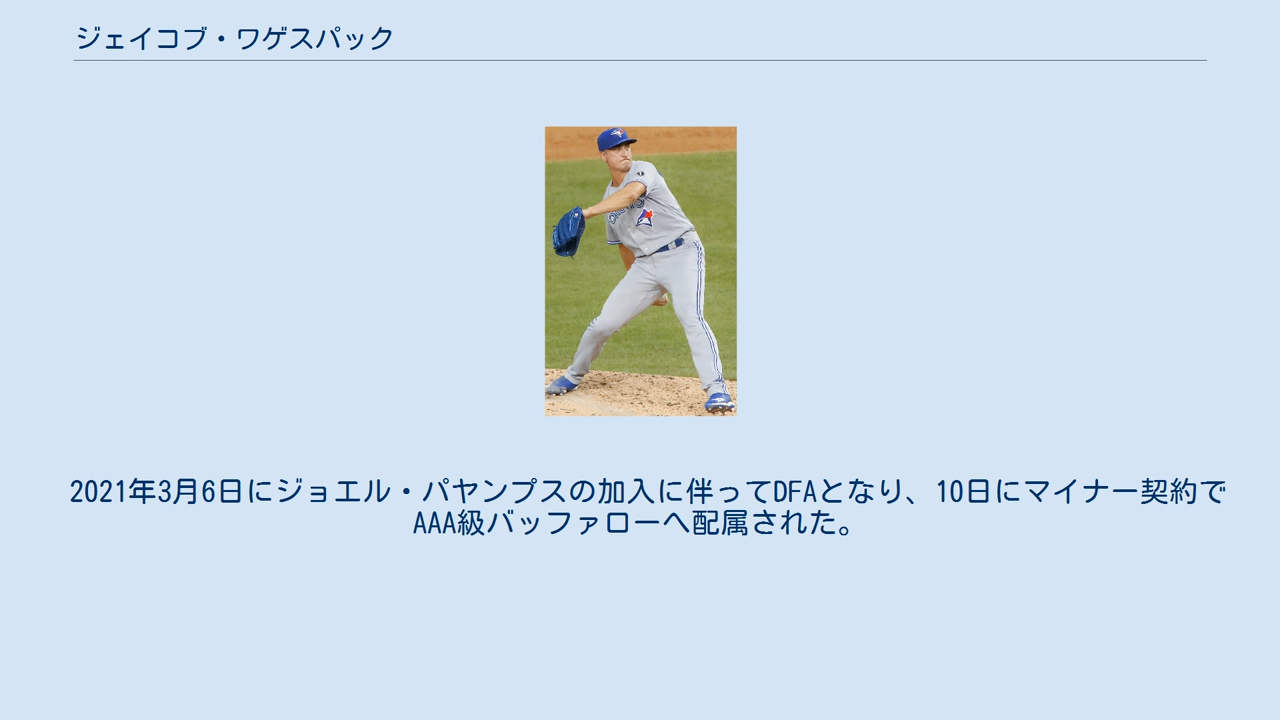 ジェイコブ・ワゲスパック
2021年3月6日にジョエル・パヤンプスの加入に伴ってDFAとなり、10日にマイナー契約で
AAA級バッファローへ配属された。